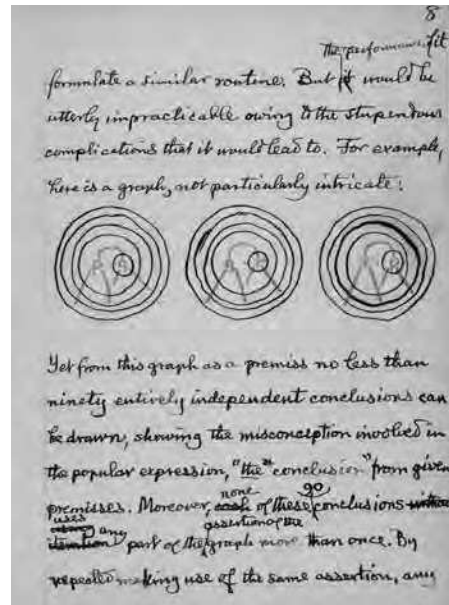 8
the performance of it
formulate a similar routine. But it would be
utterly impracticable owing to the stupendous
complications that it would lead to. For example,
here is a graph, not particularly intricate:
Yet from this graph as a premiss no less than
ninety entirely independent conclusions can
be drawn, showing the misconception involved in
the popular expression, "the conclusion" from given
none 90
premisses. Moreover, each of these conclusions
uses any assertion of the
part of the graph more than once. By
repeated making use of the same assertion, any